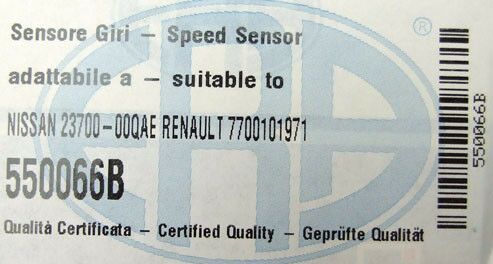 Sensore Giri – Speed Sensor
adattabile a – suitable to
NISSAN 23700-00QAE RENAULT 7700101971
550066B
Qualità Certificata – Certified Quality – Geprüfte Qualität
ERA
®
550066B